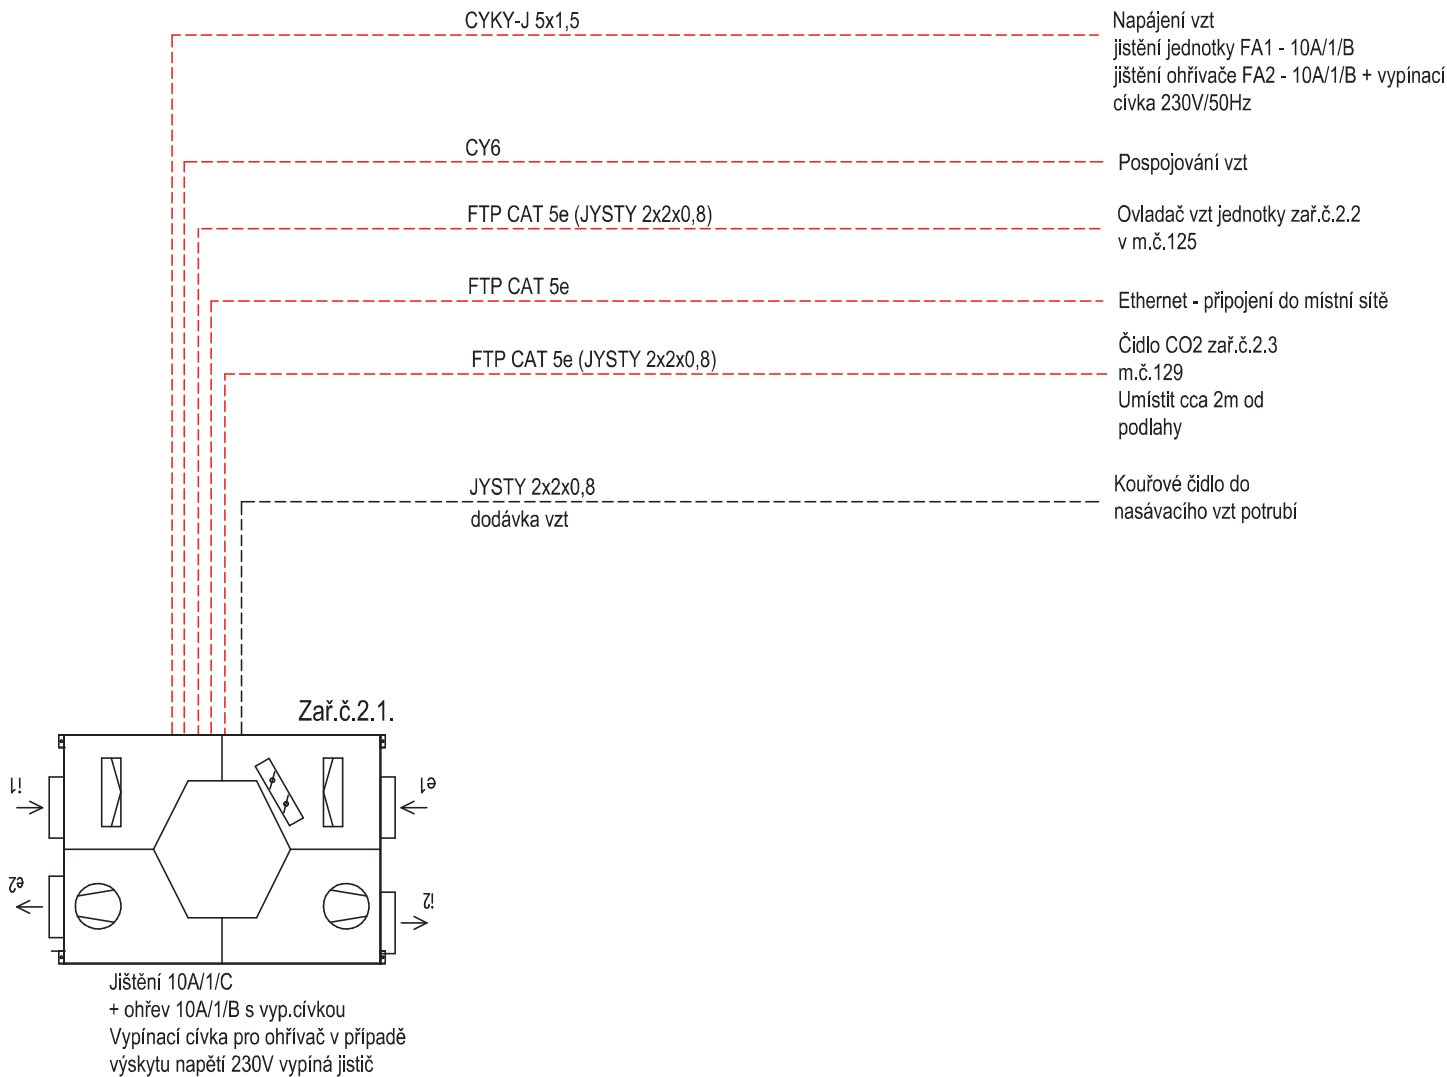 CYKY-J 5x1,5
Napájení vzt
jistění jednotky FA1 - 10A/1/B
jištění ohřívače FA2 - 10A/1/B + vypínací
cívka 230V/50Hz
CY6
Pospojování vzt
FTP CAT 5e (JYSTY 2x2x0,8)
Ovladač vzt jednotky zař.č.2.2
v m.č.125
FTP CAT 5e
Ethernet - připojení do místní sítě
FTP CAT 5e (JYSTY 2x2x0,8)
Čidlo CO2 zař.č.2.3
m.č.129
Umístit cca 2m od
podlahy
JYSTY 2x2x0,8
dodávka vzt
Kouřové čidlo do
nasávacího vzt potrubí
Zař.č.2.1.
i1
e1
e2
i2
Jištění 10A/1/C
+ ohřev 10A/1/B s vyp.cívkou
Vypínací cívka pro ohřívač v případě
výskytu napětí 230V vypíná jistič